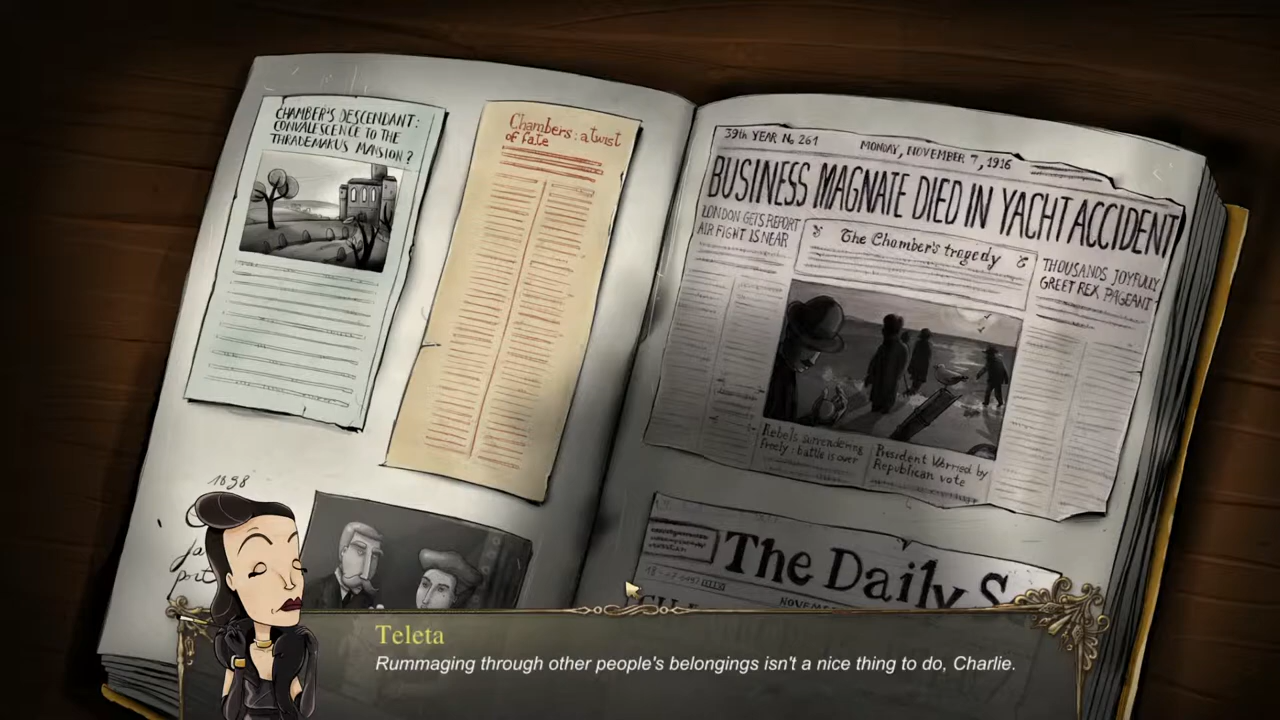 CHAMBER'S DESCENDANT:
CONVALESCENCE TO THE
THRADEMAKUS MANSION ?
Chambers : a twist
of fate
1698
39th YEAR No 261
MONDAY, NOVEMBER 7, 1916
BUSINESS MAGNATE DIED IN YACHT ACCIDENT
LONDON GETS REPORT
AIR FIGHT IS NEAR
The Chamber's tragedy
THOUSANDS JOYFULLY
GREET REX PAGEANT
Rebels surrendering
freely : battle is over
President Worried by
Republican vote
The Daily S
Teleta
Rummaging through other people's belongings isn't a nice thing to do, Charlie.